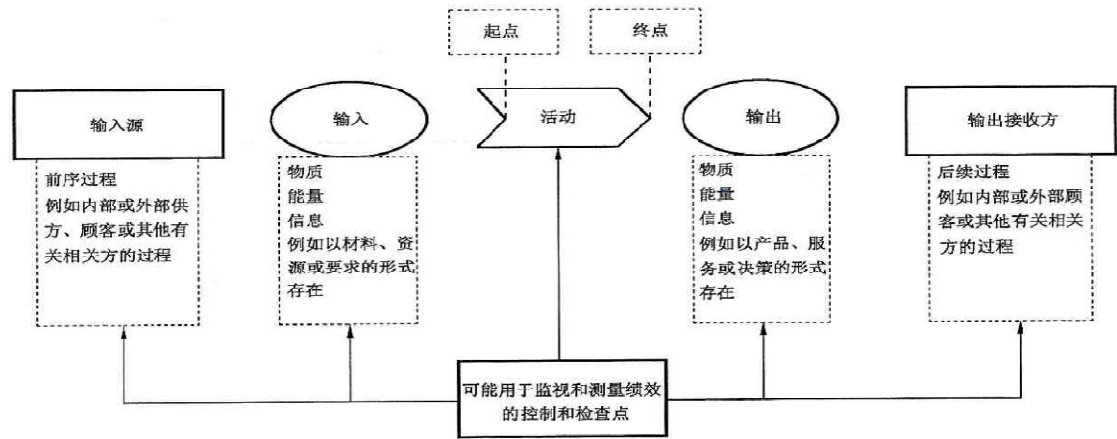 起点
终点
输入源
输入
活动
输出
输出接收方
前序过程
例如内部或外部供
方、顾客或其他有
关相关方的过程
物质
能量
信息
例如以材料、资
源或要求的形式
存在
物质
能量
信息
例如以产品、服
务或决策的形式
存在
后续过程
例如内部或外部顾
客或其他有关相关
方的过程
可能用于监视和测量绩效
的控制和检查点